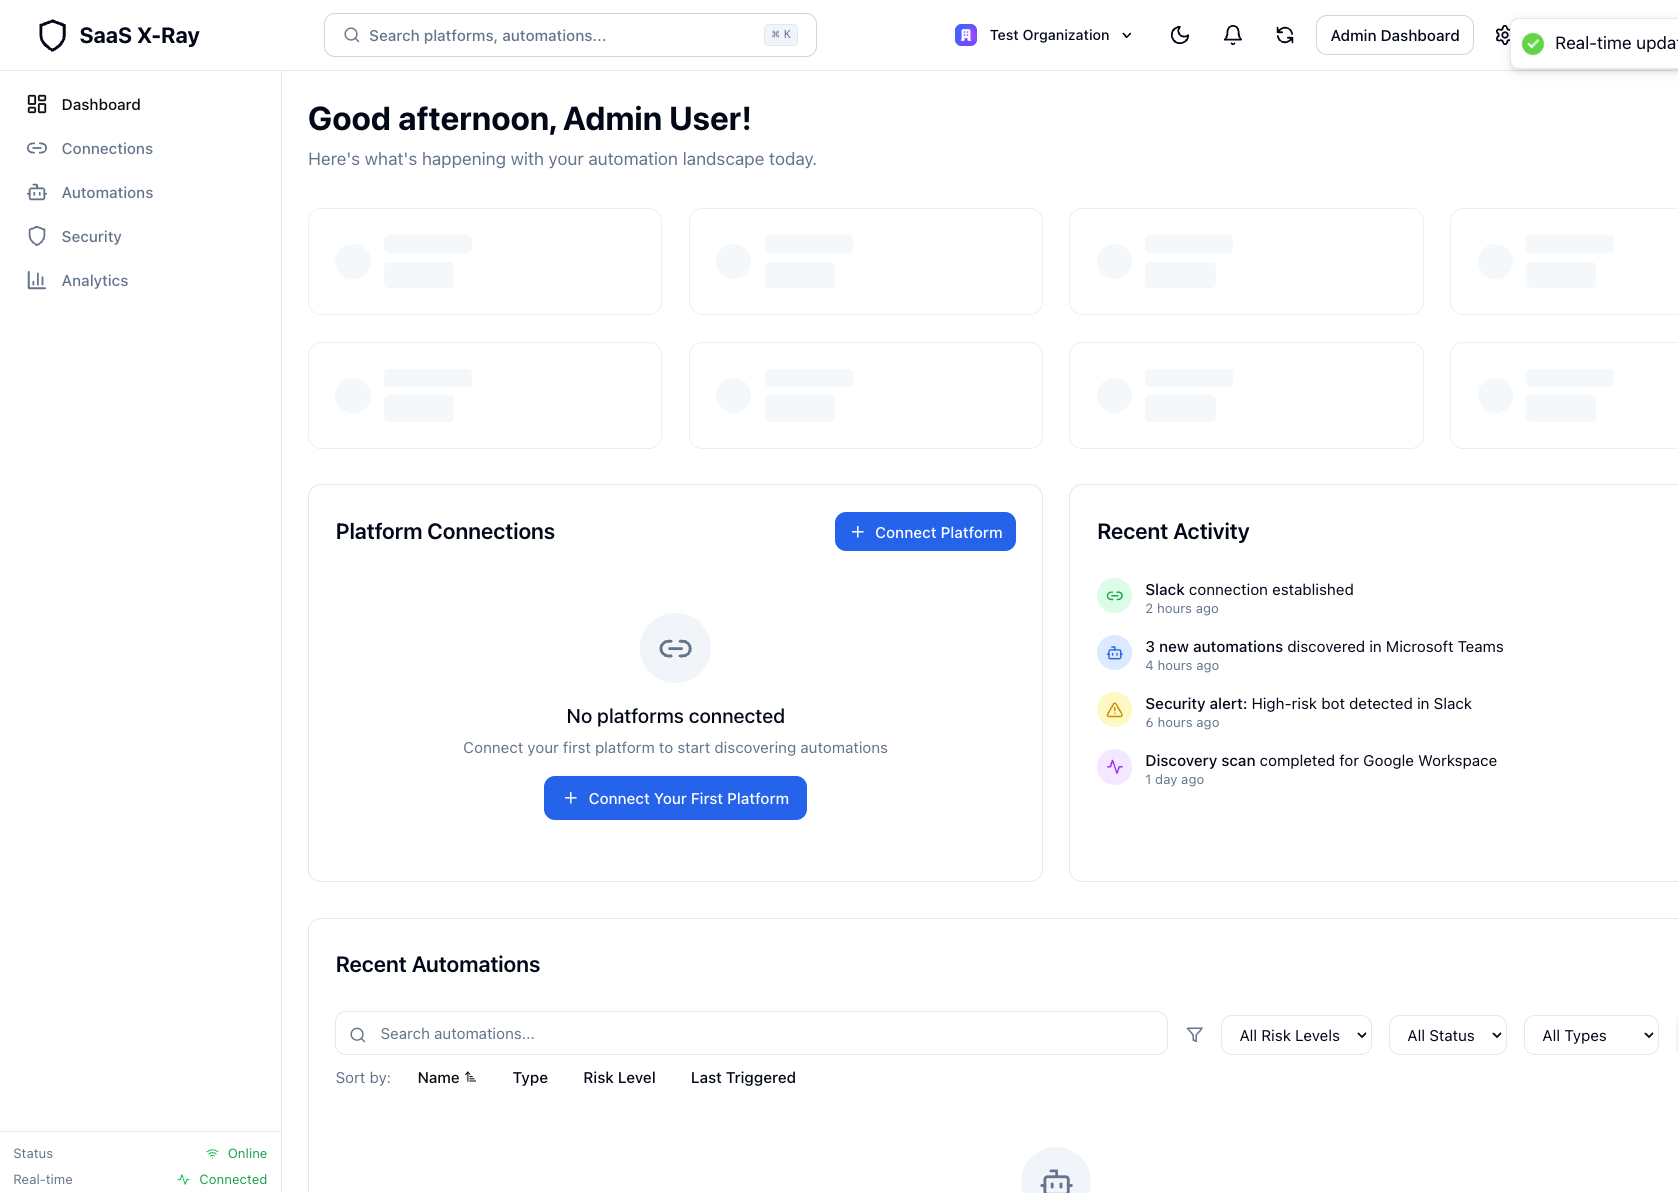 SaaS X-Ray
Search platforms, automations...
⌘ K
Test Organization
Admin Dashboard
Real-time upda
Dashboard
Connections
Automations
Security
Analytics
Good afternoon, Admin User!
Here's what's happening with your automation landscape today.
Platform Connections
Connect Platform
No platforms connected
Connect your first platform to start discovering automations
Connect Your First Platform
Recent Activity
Slack connection established
2 hours ago
3 new automations discovered in Microsoft Teams
4 hours ago
Security alert: High-risk bot detected in Slack
6 hours ago
Discovery scan completed for Google Workspace
1 day ago
Recent Automations
Search automations...
All Risk Levels
All Status
All Types
Sort by: Name Type Risk Level Last Triggered
Status Online
Real-time Connected